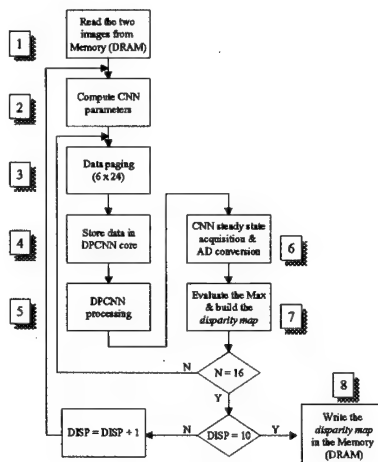 1
Read the two
images from
Memory (DRAM)
2
Compute CNN
parameters
3
Data paging
(6 x 24)
4
Store data in
DPCNN core
5
DPCNN
processing
CNN steady state
acquisition &
AD conversion
6
Evaluate the Max
& build the
disparity map
7
N
N = 16
Y
DISP = DISP + 1
N
DISP = 10
Y
8
Write the
disparity map
in the Memory
(DRAM)